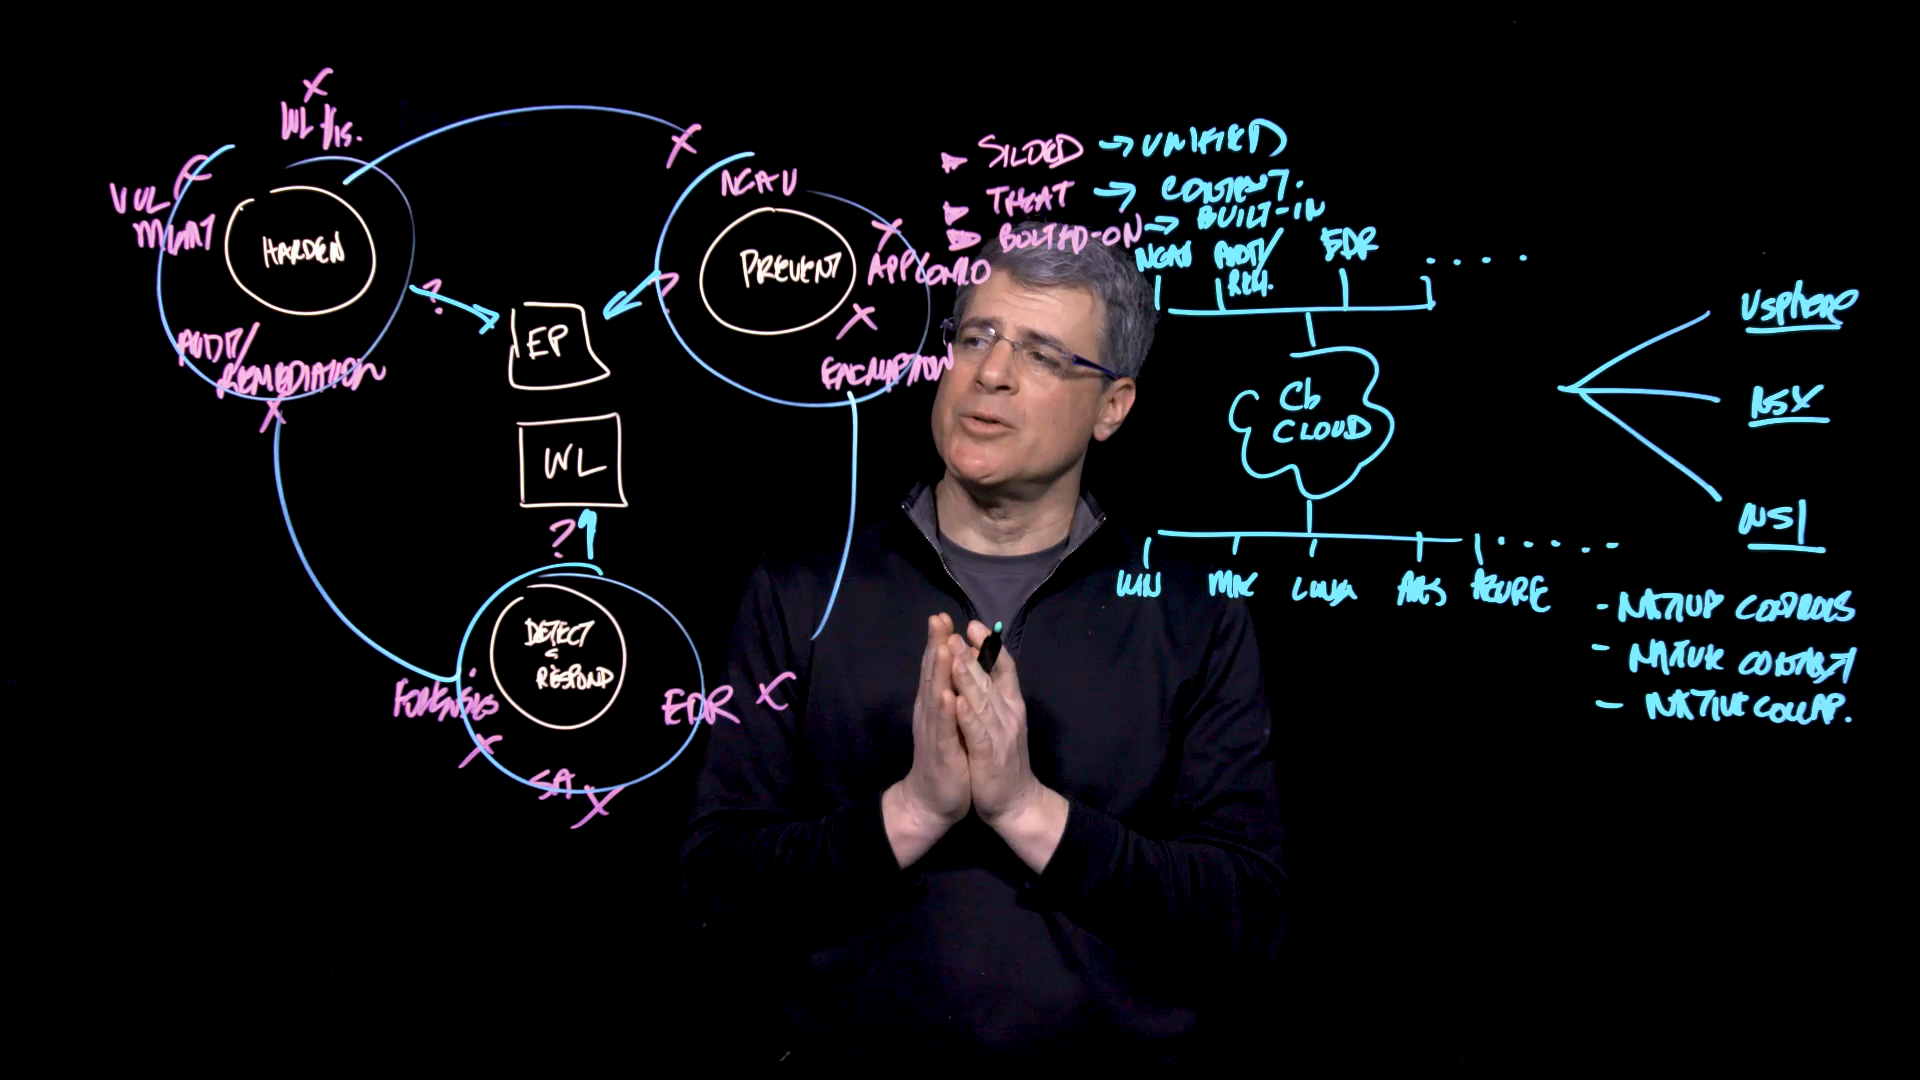 X
WL VIS.
VUL
MGMT
X
HARDEN
AUDIT/
REMEDIATION
X
?
EP
WL
?
X
NGAV
PREVENT
X
APP CONTRO
X
ENCRYPTION
?
DETECT
&
RESPOND
FORENSICS
X
SA X
EDR X
SILOED → UNIFIED
THEAT → CONTEXT.
BOLTED-ON → BUILT-IN
NGAV AUDIT/ EDR ....
REM.
Cb
CLOUD
WIN MAC LINUX AWS AZURE .....
VSPHERE
NSX
WS1
- NATIVE CONTROLS
- NATIVE CONTEXT
- NATIVE COLLAB.